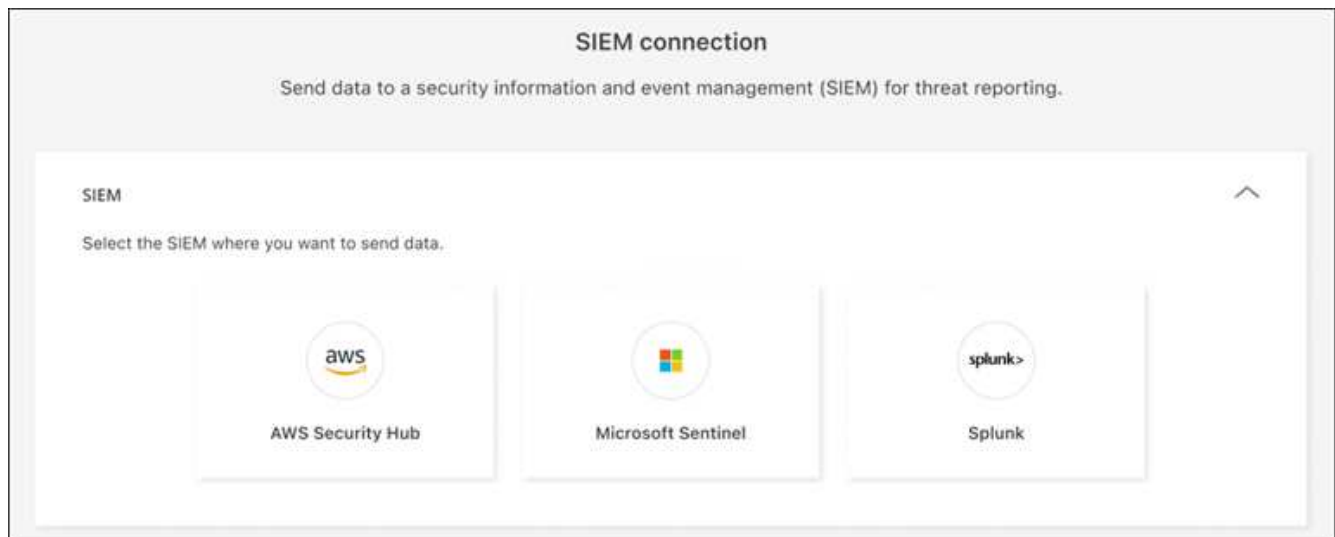 SIEM connection
Send data to a security information and event management (SIEM) for threat reporting.
SIEM
Select the SIEM where you want to send data.
aws
splunk>
AWS Security Hub
Microsoft Sentinel
Splunk